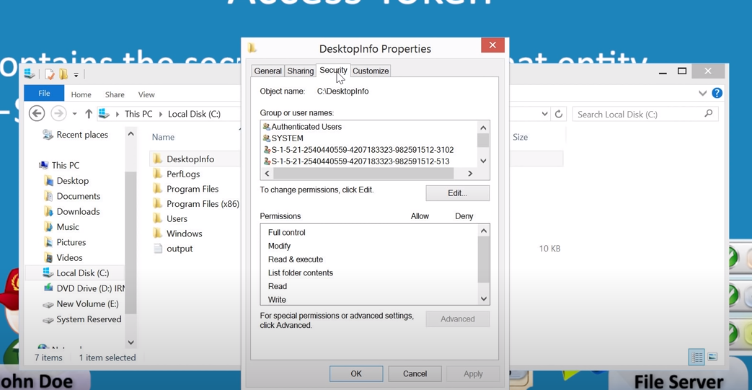 Access Token
DesktopInfo Properties
ontains the sec
at entity
File Home Share View
This PC Local Disk (C:)
Search Local Disk (C:)
General Sharing Security Customize
Object name: C:\DesktopInfo
Group or user names:
Authenticated Users
SYSTEM
S-1-5-21-2540440559-4207183323-982591512-3102
S-1-5-21-2540440559-4207183323-982591512-513
To change permissions, click Edit.
Edit...
Permissions Allow Deny
Full control
Modify
Read & execute
List folder contents
Read
Write
For special permissions or advanced settings,
click Advanced.
Advanced
OK Cancel Apply
Recent places
This PC
Desktop
Documents
Downloads
Music
Pictures
Videos
Local Disk (C:)
DVD Drive (D:) IR
New Volume (E:)
System Reserved
Name
Size
DesktopInfo
PerfLogs
Program Files
Program Files (x86)
Users
Windows
output
10 KB
7 items 1 item selected
ohn Doe
File Server